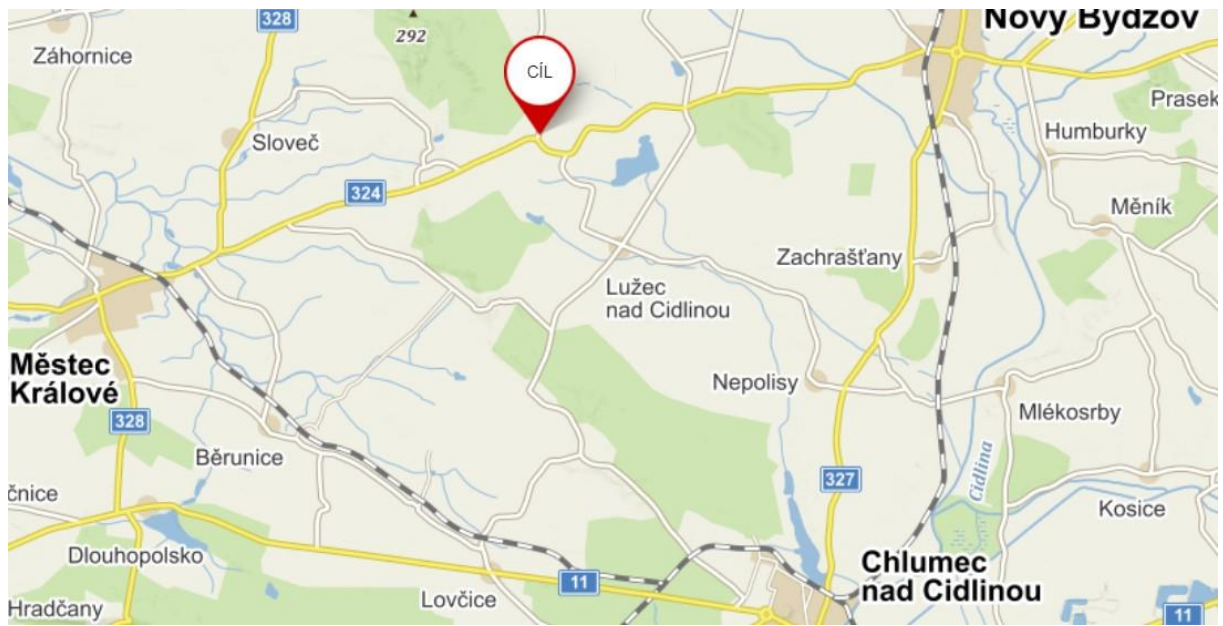 328
Nový Bydžov
292
Záhornice
CÍL
Prasek
Sloveč
Humburky
324
Měník
Zachrašťany
Lužec
nad Cidlinou
Městec
Králové
Nepolisy
328
Mlékosrby
Běrunice
Cidlina
327
čnice
Kosice
Dlouhopolsko
Chlumec
nad Cidlinou
11
Lovčice
Hradčany
11